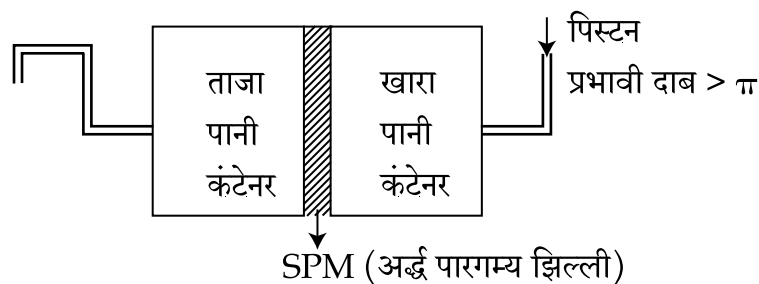 पिस्टन
प्रभावी दाब > π
ताजा
पानी
कंटेनर
खारा
पानी
कंटेनर
SPM (अर्द्ध पारगम्य झिल्ली)